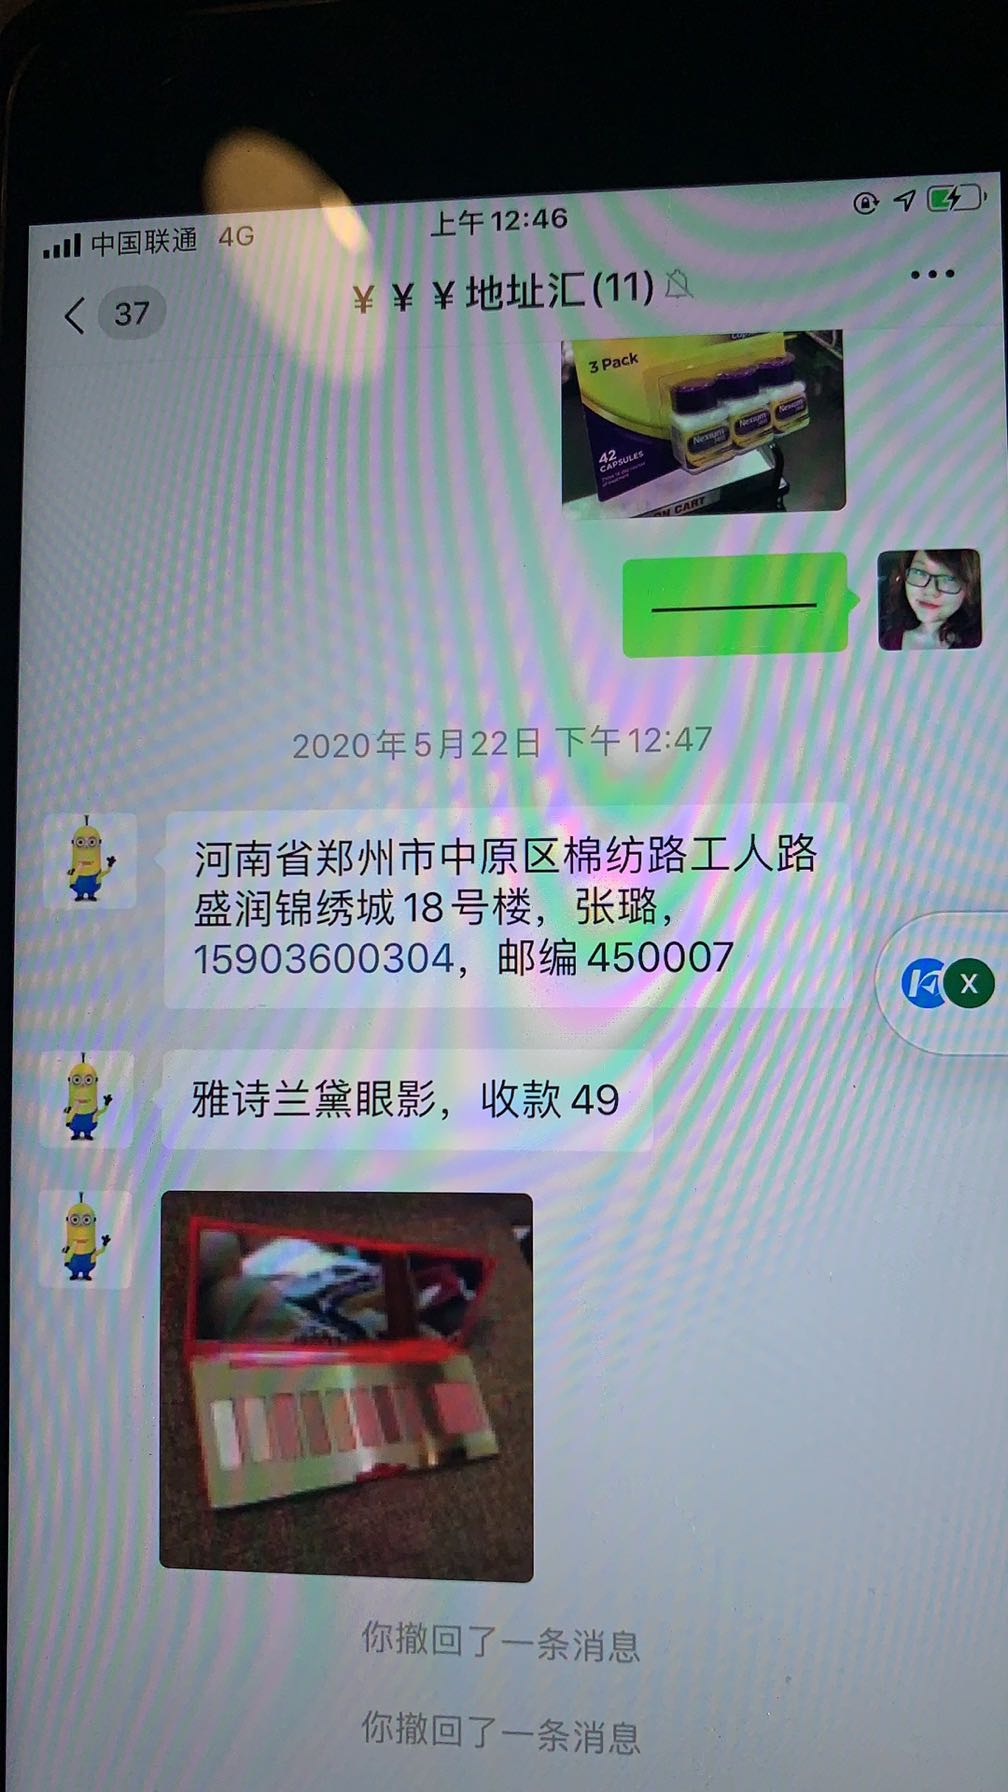 中国联通 4G
上午12:46
37
￥￥￥地址汇(11)
3 Pack
Nexium
Nexium
Nexium
42
CAPSULES
ON CART
2020年5月22日 下午12:47
河南省郑州市中原区棉纺路工人路
盛润锦绣城18号楼，张璐，
15903600304，邮编450007
X
雅诗兰黛眼影，收款49
你撤回了一条消息
你撤回了一条消息